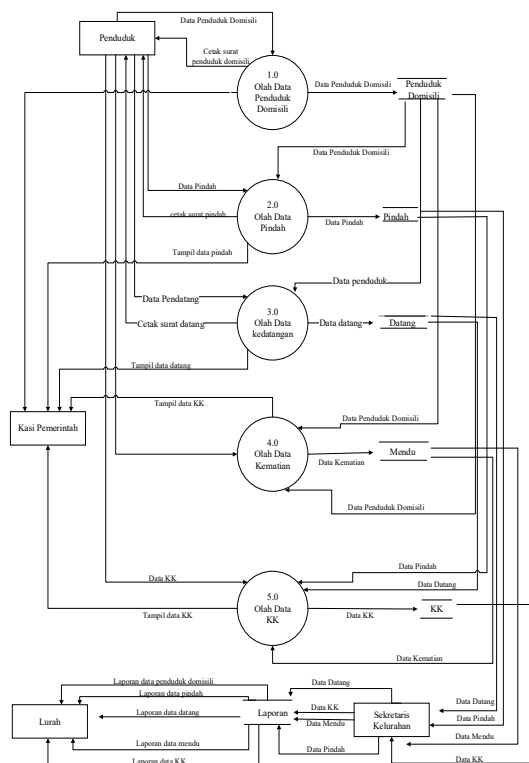 Data Penduduk Domisili
Penduduk
Cetak surat
penduduk domisili
1.0
Olah Data
Penduduk
Domisili
Data Penduduk Domisili
Penduduk
Domisili
Data Penduduk Domisili
Data Pindah
2.0
Olah Data
Pindah
cetak surat pindah
Data Pindah
Pindah
Tampil data pindah
Data penduduk
Data Pendatang
3.0
Olah Data
kedatangan
Cetak surat datang
Data datang
Datang
Tampil data datang
Tampil data KK
Kasi Pemerintah
Data Penduduk Domisili
4.0
Olah Data
Kematian
Data Kematian
Mendu
Data Penduduk Domisili
Data Pindah
Data KK
Data Datang
5.0
Olah Data
KK
Tampil data KK
Data KK
KK
Data Kematian
Laporan data penduduk domisili
Laporan data pindah
Data Datang
Lurah
Laporan data datang
Laporan
Data KK
Data Mendu
Sekretaris
Kelurahan
Data Datang
Data Pindah
Laporan data mendu
Data Pindah
Data Mendu
Laporan data KK
Data KK